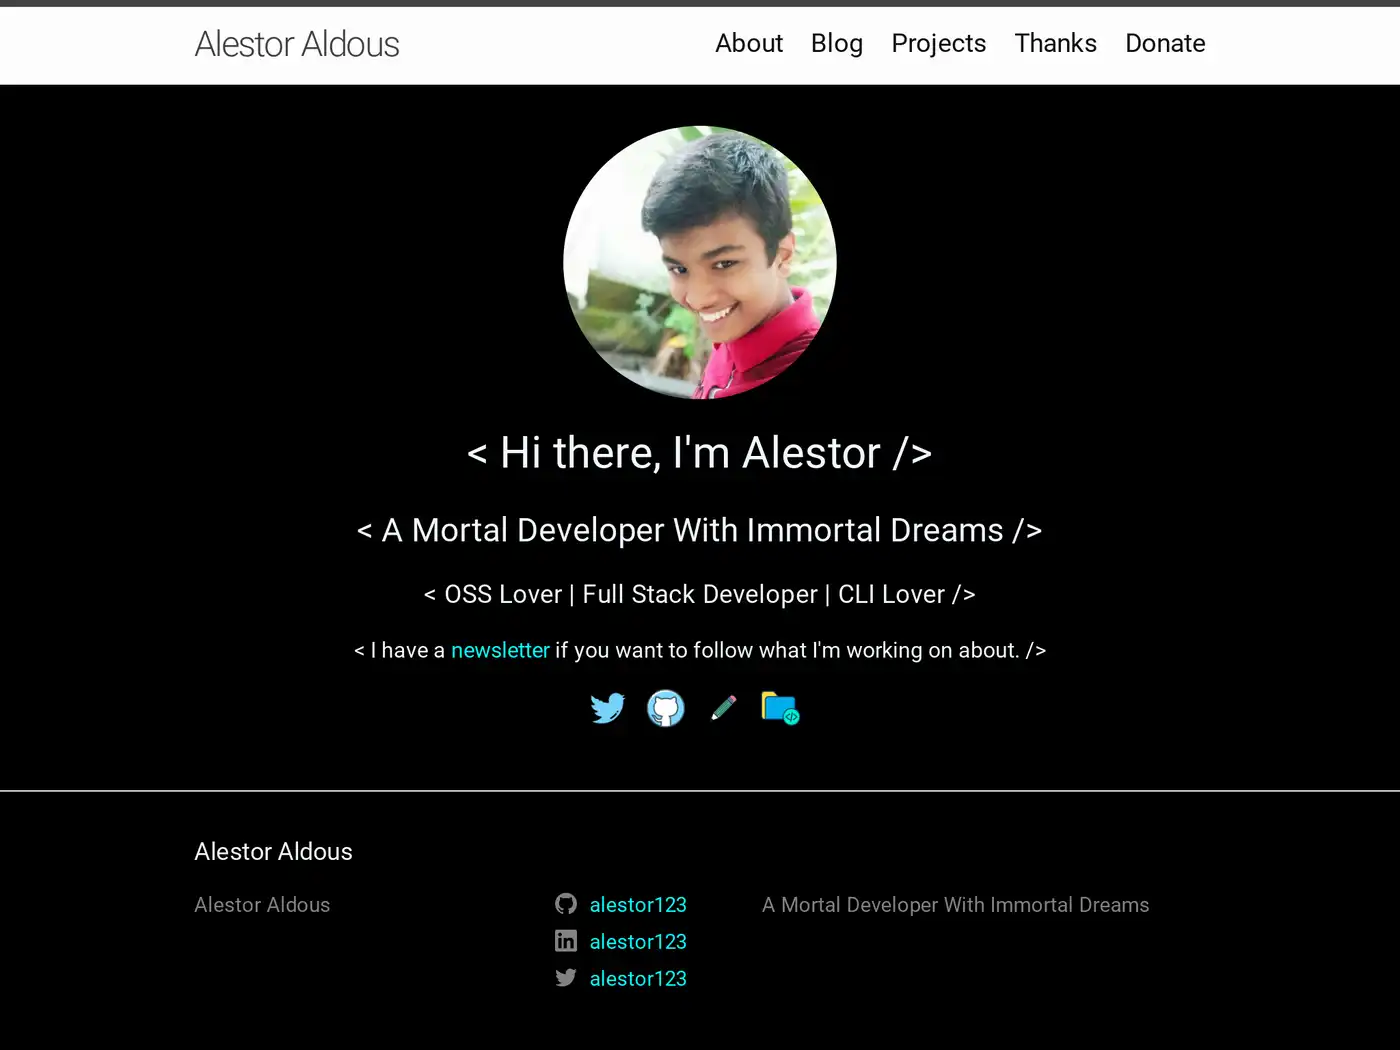 Alestor Aldous
About Blog Projects Thanks Donate
< Hi there, I'm Alestor />
< A Mortal Developer With Immortal Dreams />
< OSS Lover | Full Stack Developer | CLI Lover />
< I have a newsletter if you want to follow what I'm working on about. />
Alestor Aldous
Alestor Aldous
alestor123
alestor123
alestor123
A Mortal Developer With Immortal Dreams